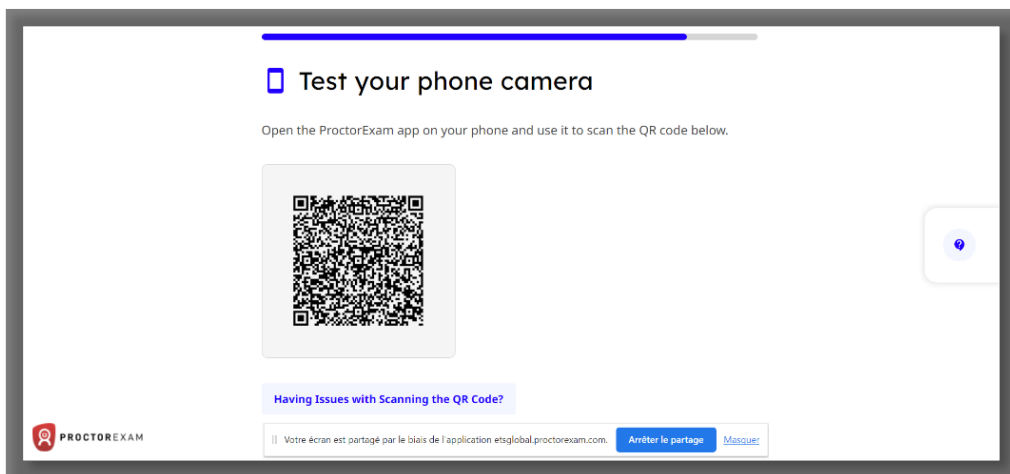 Test your phone camera
Open the ProctorExam app on your phone and use it to scan the QR code below.
Having Issues with Scanning the QR Code?
PROCTOREXAM
Votre écran est partagé par le biais de l'application etsglobal.proctorexam.com. Arrêter le partage Masquer